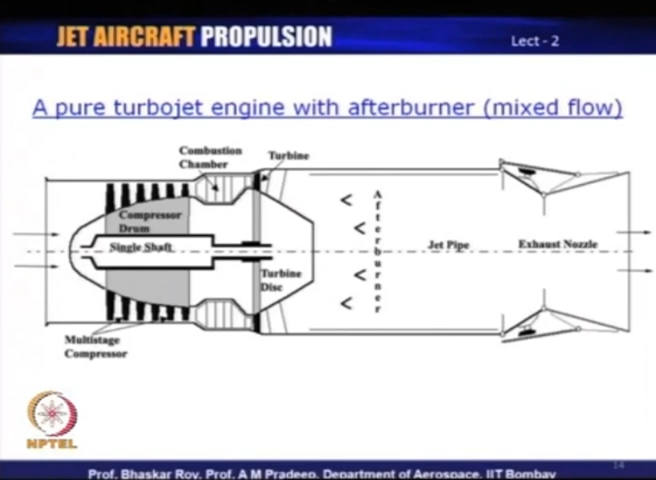 JET AIRCRAFT PROPULSION
Lect - 2
A pure turbojet engine with afterburner (mixed flow)
Combustion
Chamber
Turbine
Compressor
Drum
Single Shaft
Turbine
Disc
Afterburner
Jet Pipe
Exhaust Nozzle
Multistage
Compressor
NPTEL
14
Prof. Bhaskar Roy, Prof. A M Pradeep, Department of Aerospace, IIT Bombay